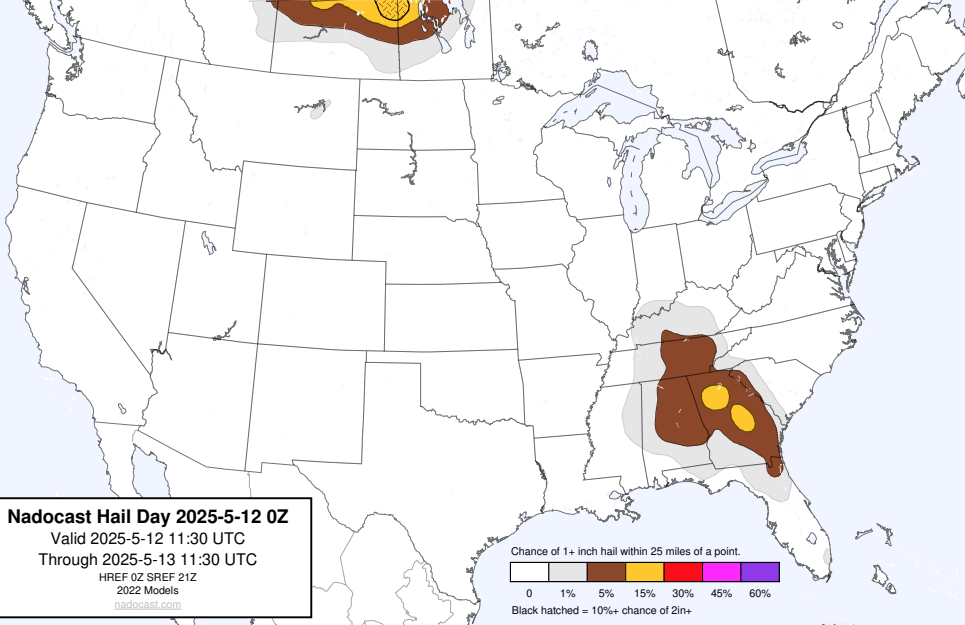 Nadocast Hail Day 2025-5-12 0Z
Valid 2025-5-12 11:30 UTC
Through 2025-5-13 11:30 UTC
HREF 0Z SREF 21Z
2022 Models
nadocast.com
Chance of 1+ inch hail within 25 miles of a point.
0 1% 5% 15% 30% 45% 60%
Black hatched = 10%+ chance of 2in+